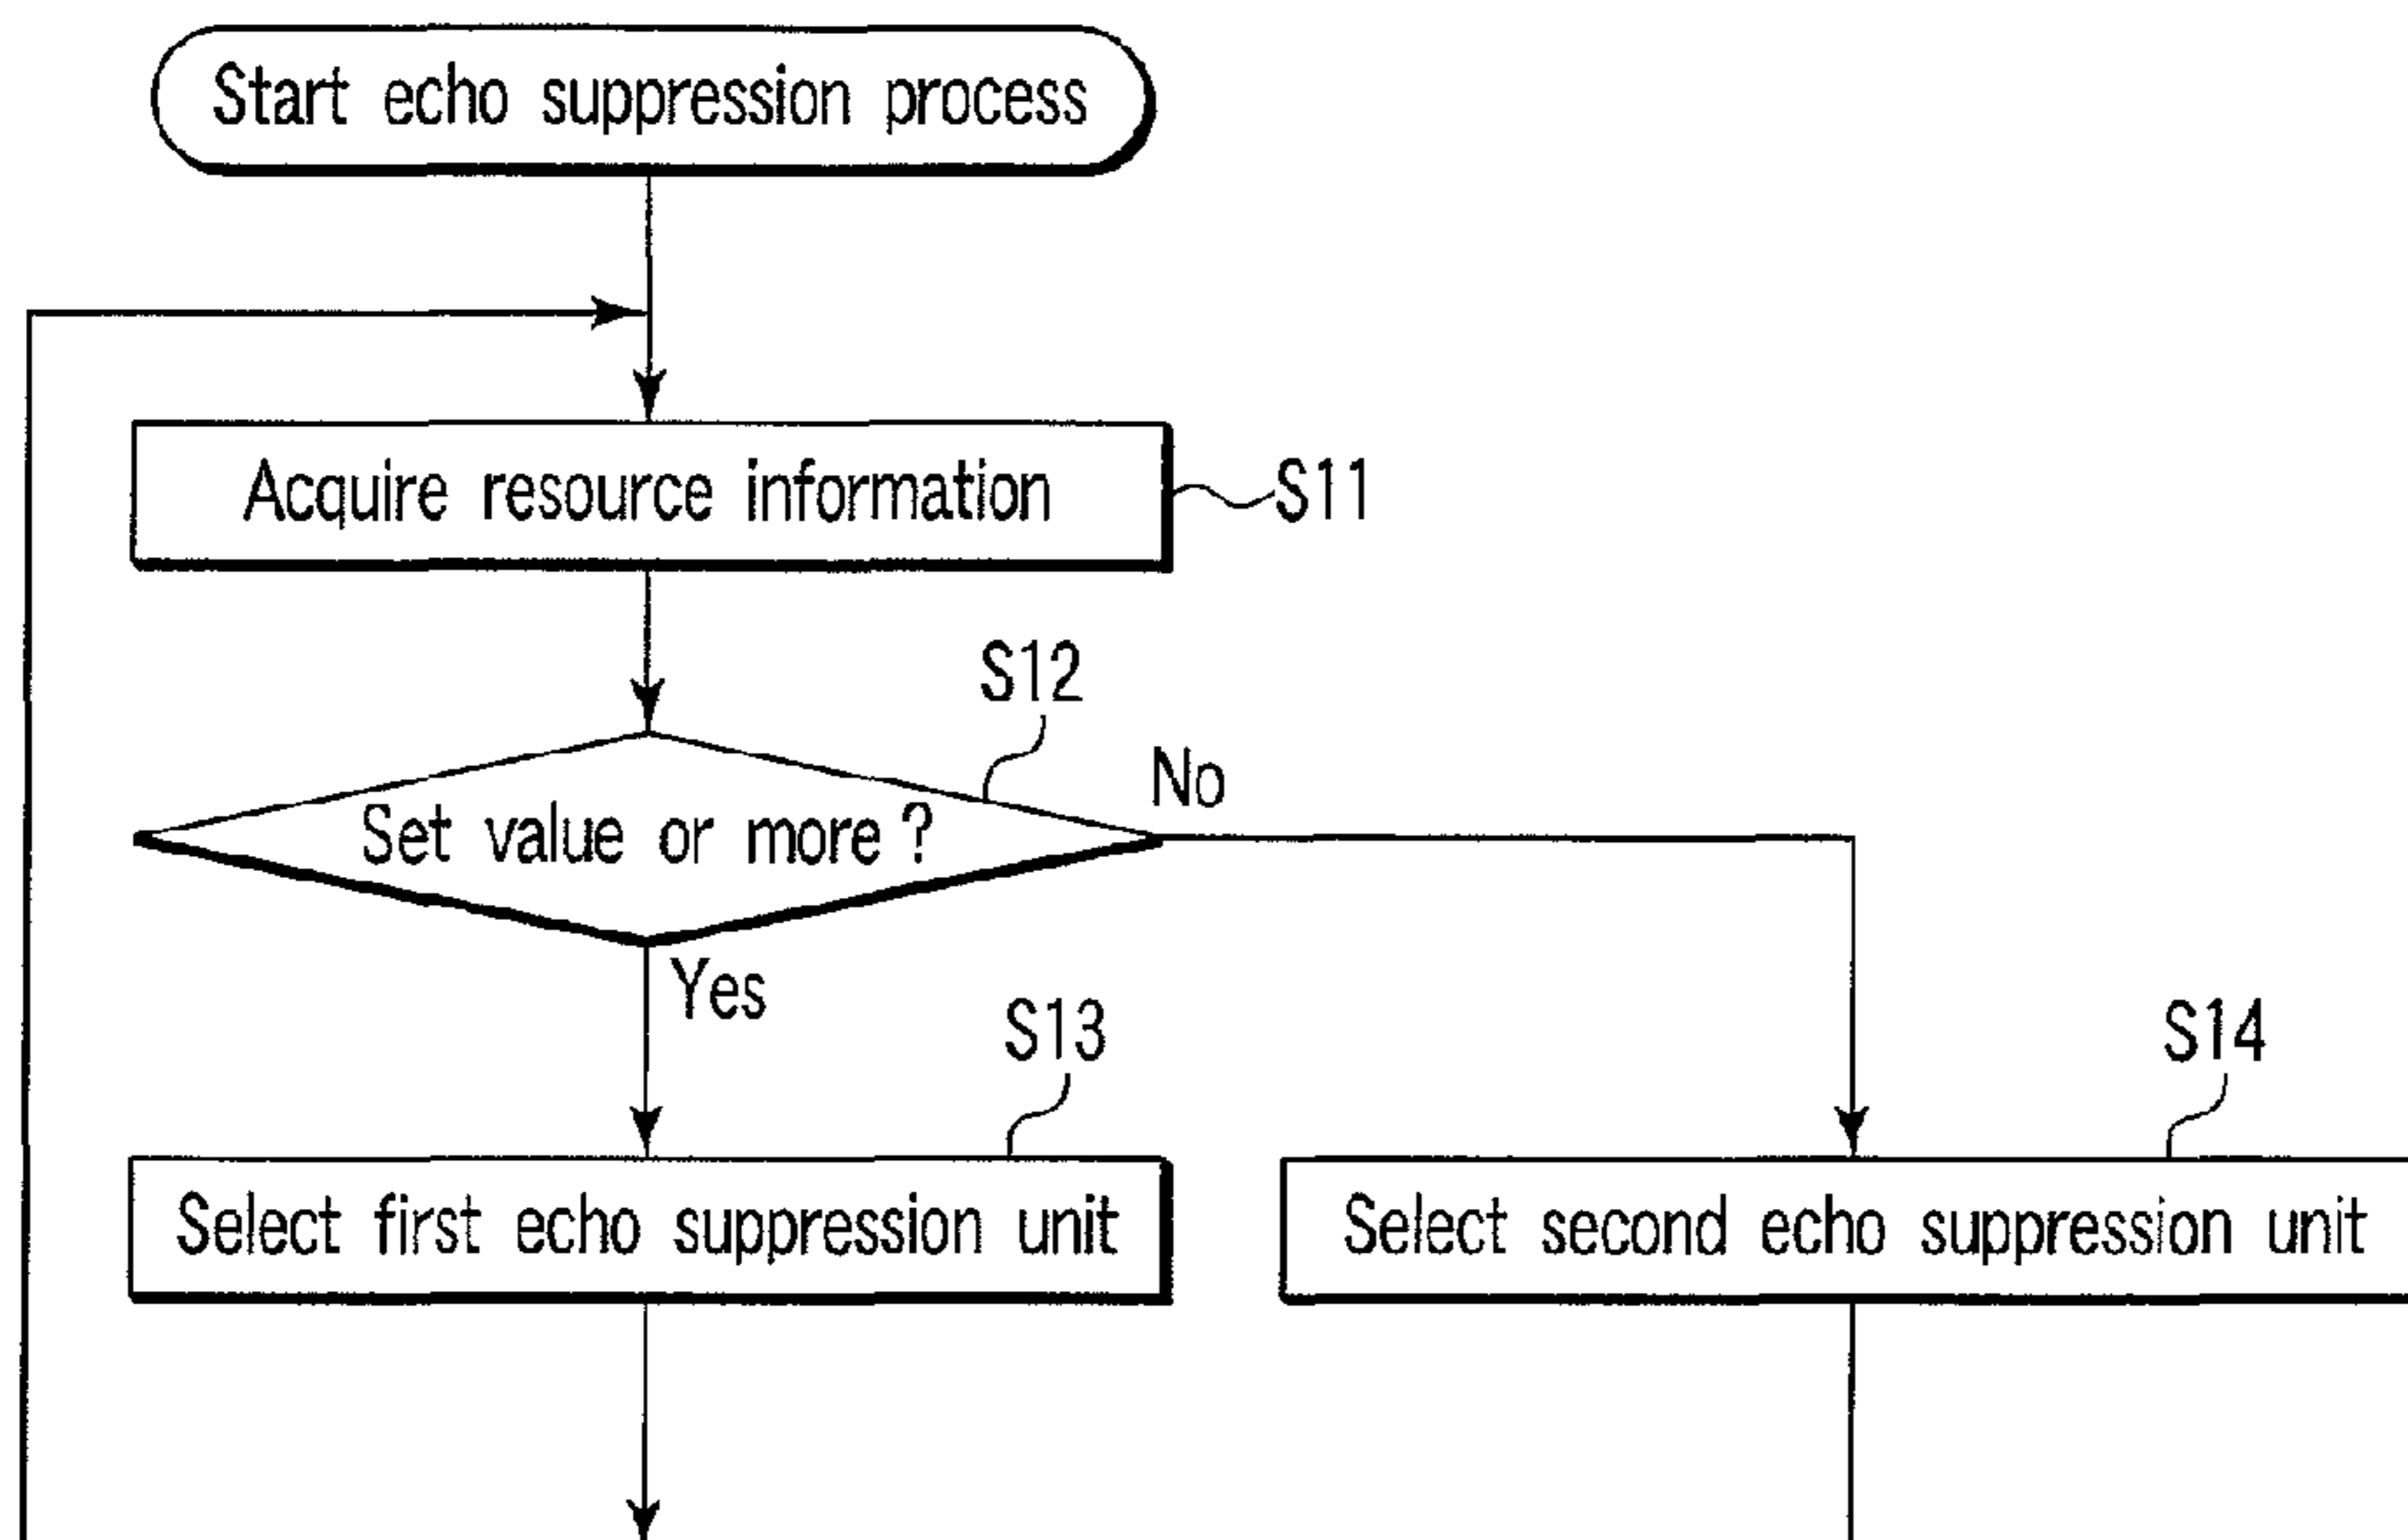 Start echo suppression process
Acquire resource information
S11
S12
Set value or more ?
No
Yes
S13
S14
Select first echo suppression unit
Select second echo suppression unit